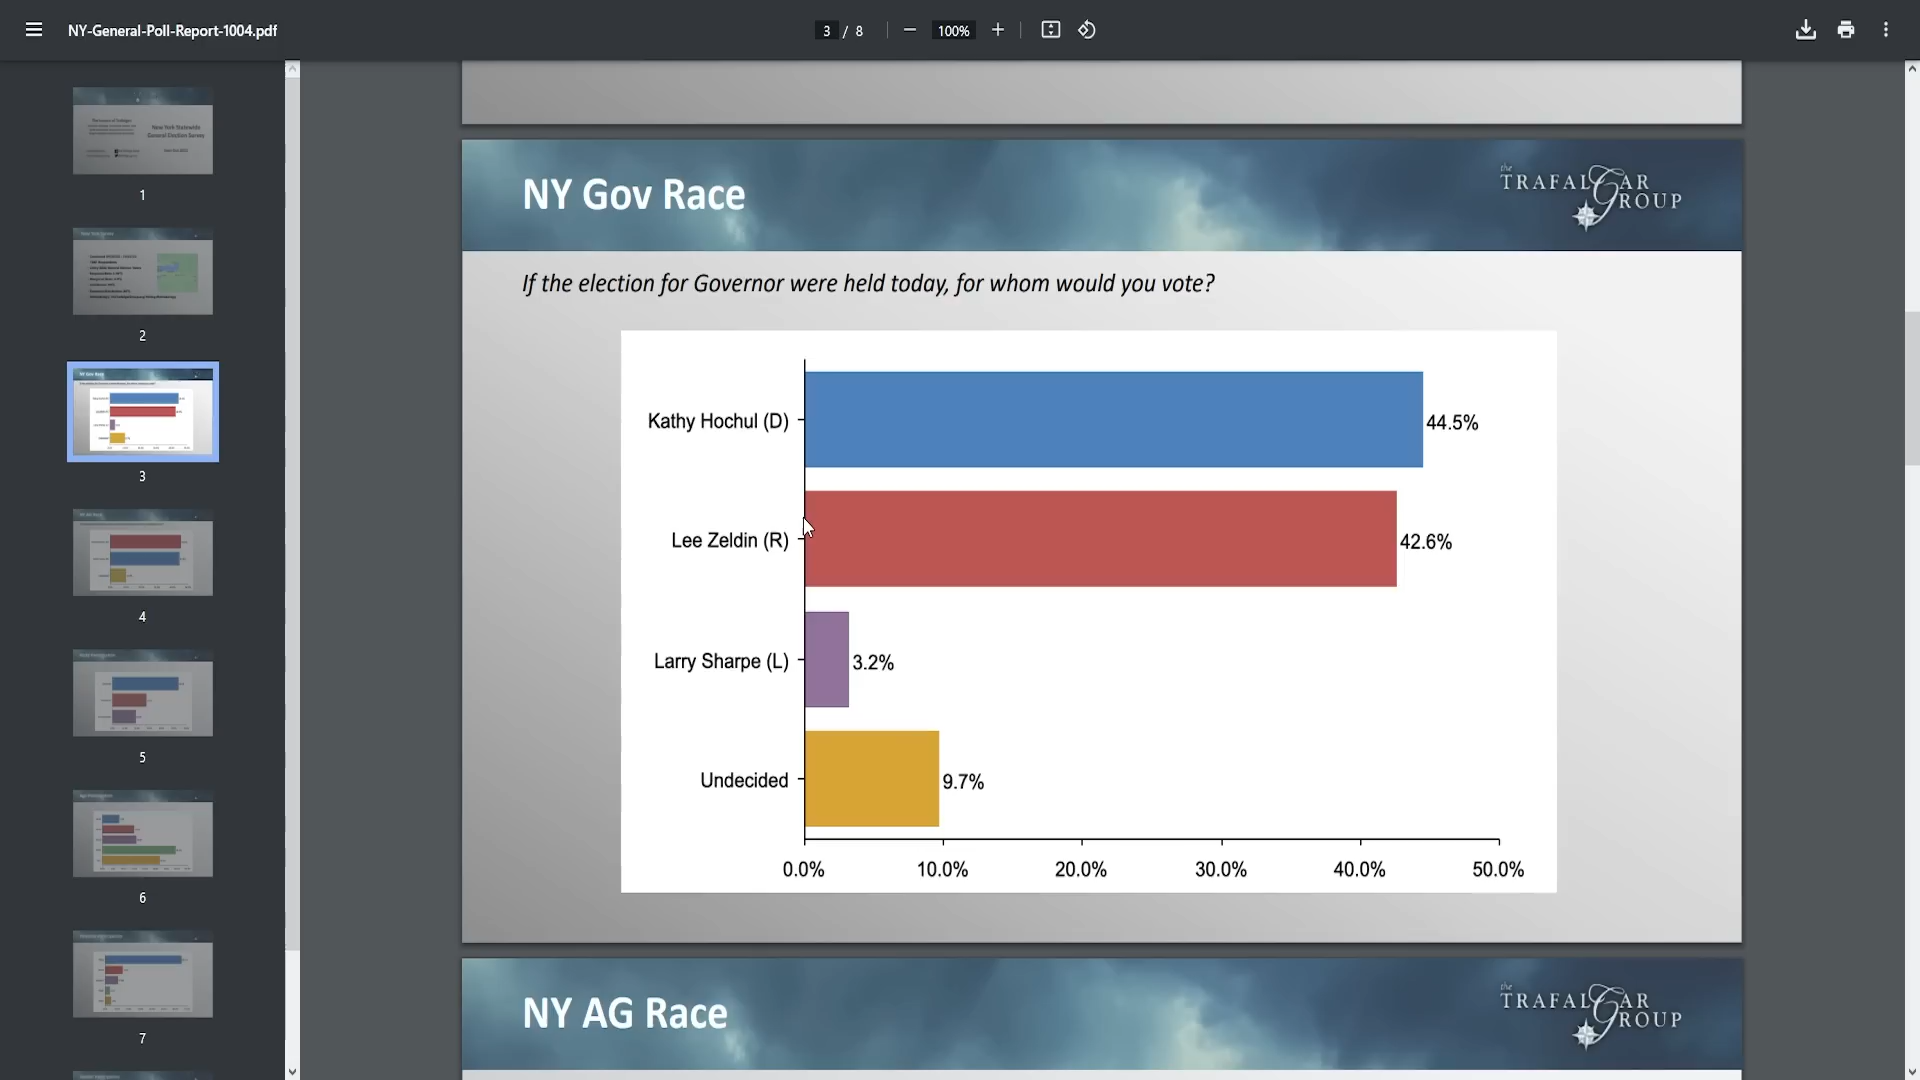 NY-General-Poll-Report-1004.pdf
3 / 8
100%
1
2
3
4
5
6
7
NY Gov Race
the
TRAFALGAR
GROUP
If the election for Governor were held today, for whom would you vote?
Kathy Hochul (D)
44.5%
Lee Zeldin (R)
42.6%
Larry Sharpe (L)
3.2%
Undecided
9.7%
0.0% 10.0% 20.0% 30.0% 40.0% 50.0%
NY AG Race
the
TRAFALGAR
GROUP